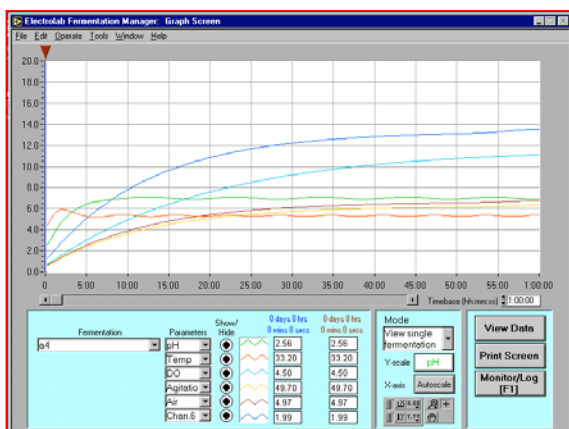 Electrolab Fermentation Manager: Graph Screen
File Edit Operate Tools Window Help
20.0
18.0
16.0
14.0
12.0
10.0
8.0
6.0
4.0
2.0
0.0
0 5:00 10:00 15:00 20:00 25:00 30:00 35:00 40:00 45:00 50:00 55:00 1:00:00
Timebase (hh:mm:ss) 1:00:00
Fermentation
a4
Parameters
Show/
Hide
0 days 0 hrs
0 mins 0 secs
0 days 0 hrs
0 mins 0 secs
pH 2.56 2.56
Temp 33.20 33.20
DO 4.50 4.50
Agitatio 49.70 49.70
Air 4.97 4.97
Chan.6 1.99 1.99
Mode
View single
fermentation
Y-scale pH
X-axis Autoscale
View Data
Print Screen
Monitor/Log
[F1]